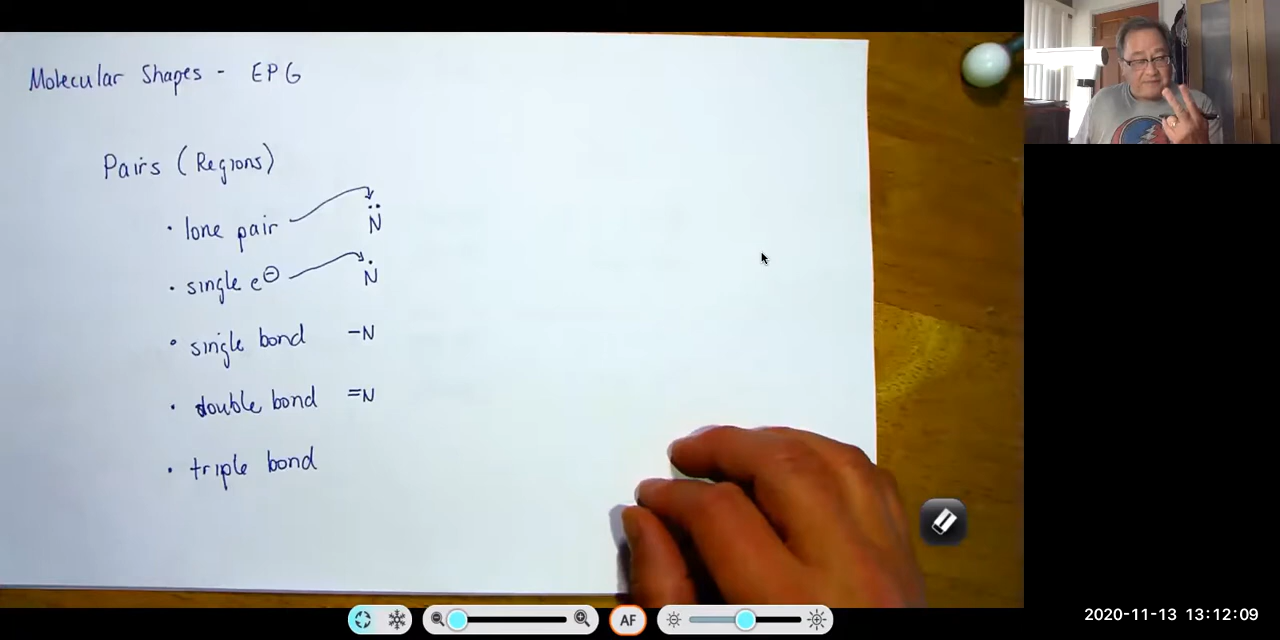 Molecular Shapes - EPG
Pairs (Regions)
• lone pair N
• single e⊖ N
• single bond -N
• double bond =N
• triple bond
AF
2020-11-13 13:12:09